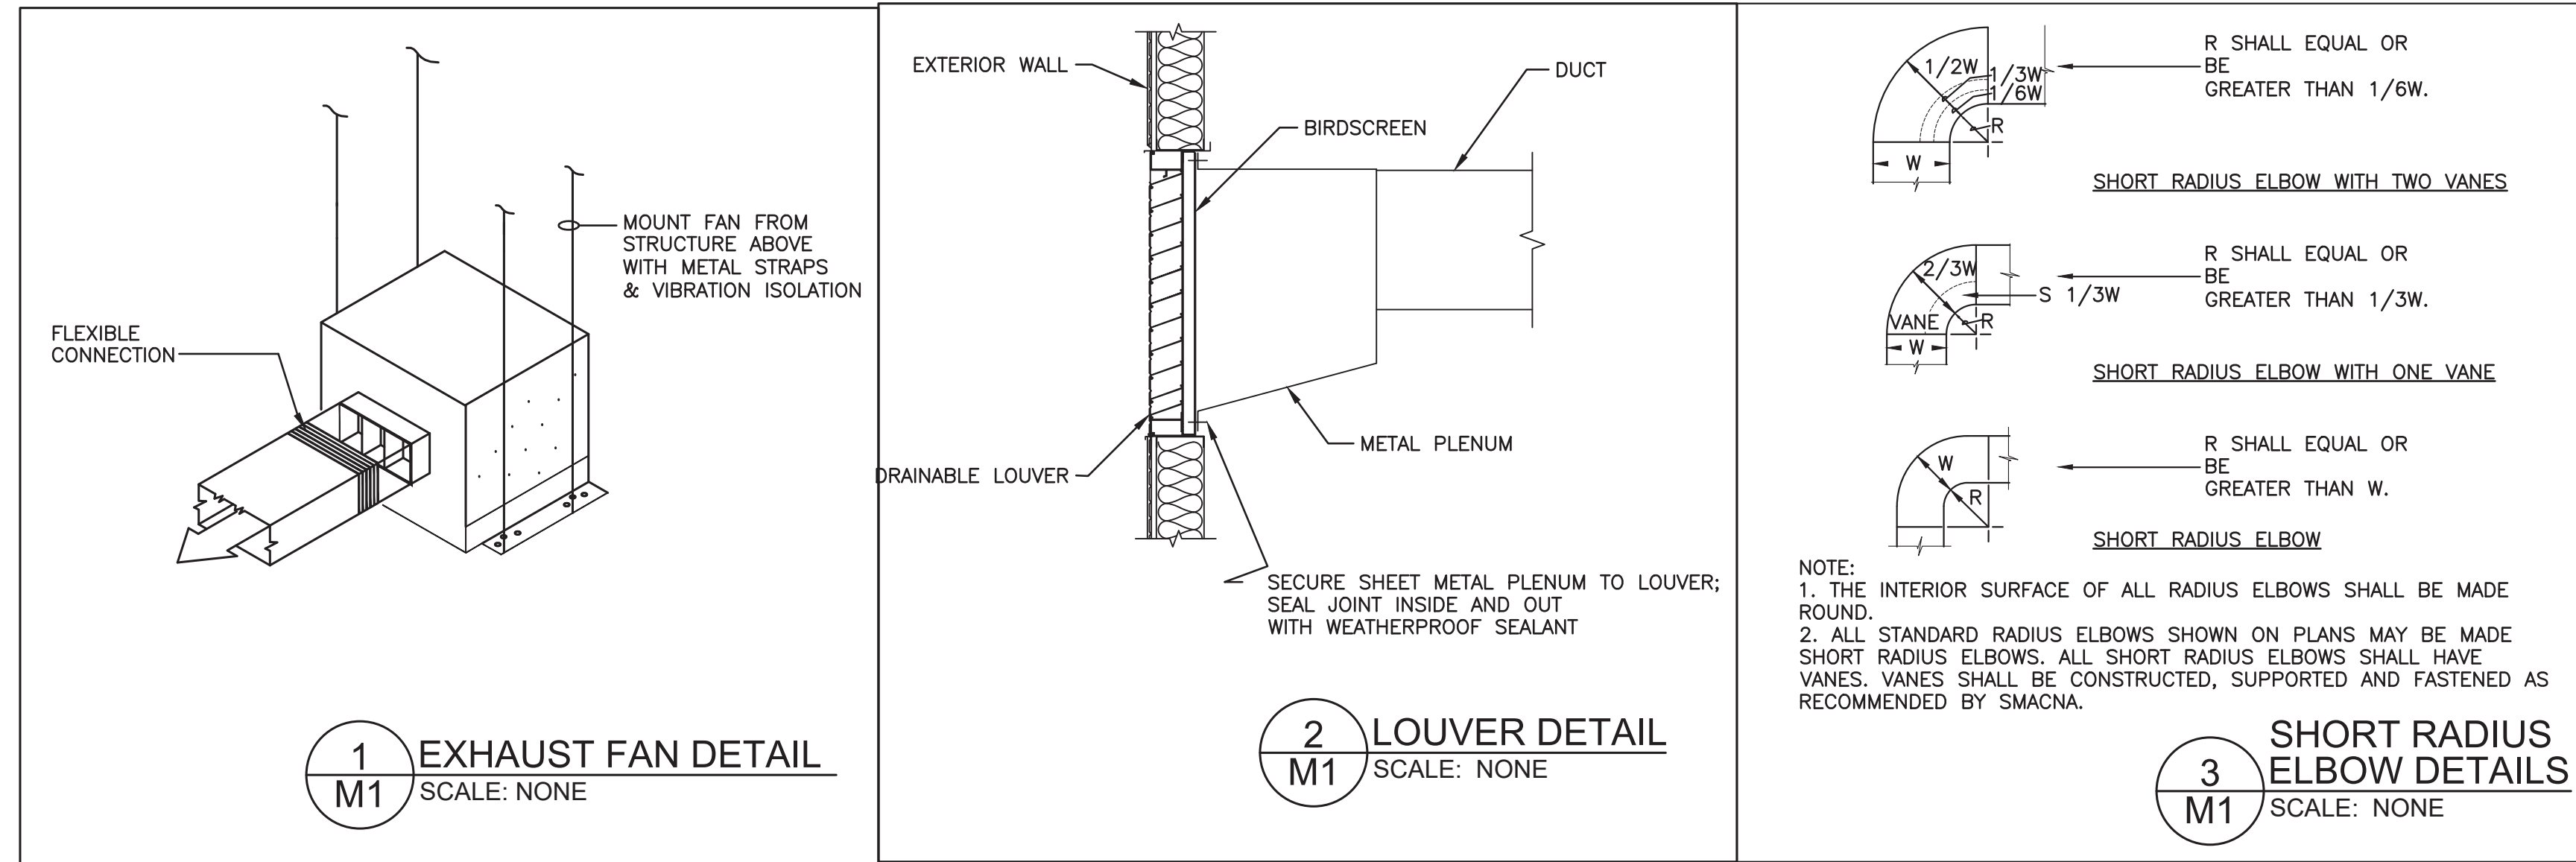 FLEXIBLE
CONNECTION
MOUNT FAN FROM
STRUCTURE ABOVE
WITH METAL STRAPS
& VIBRATION ISOLATION
1
M1
EXHAUST FAN DETAIL
SCALE: NONE
EXTERIOR WALL
DUCT
BIRDSCREEN
METAL PLENUM
DRAINABLE LOUVER
SECURE SHEET METAL PLENUM TO LOUVER;
SEAL JOINT INSIDE AND OUT
WITH WEATHERPROOF SEALANT
2
M1
LOUVER DETAIL
SCALE: NONE
1/2W
1/3W
1/6W
R
W
R SHALL EQUAL OR
BE
GREATER THAN 1/6W.
SHORT RADIUS ELBOW WITH TWO VANES
2/3W
S 1/3W
VANE
R
W
R SHALL EQUAL OR
BE
GREATER THAN 1/3W.
SHORT RADIUS ELBOW WITH ONE VANE
W
R
R SHALL EQUAL OR
BE
GREATER THAN W.
SHORT RADIUS ELBOW
NOTE:
1. THE INTERIOR SURFACE OF ALL RADIUS ELBOWS SHALL BE MADE
ROUND.
2. ALL STANDARD RADIUS ELBOWS SHOWN ON PLANS MAY BE MADE
SHORT RADIUS ELBOWS. ALL SHORT RADIUS ELBOWS SHALL HAVE
VANES. VANES SHALL BE CONSTRUCTED, SUPPORTED AND FASTENED AS
RECOMMENDED BY SMACNA.
3
M1
SHORT RADIUS
ELBOW DETAILS
SCALE: NONE